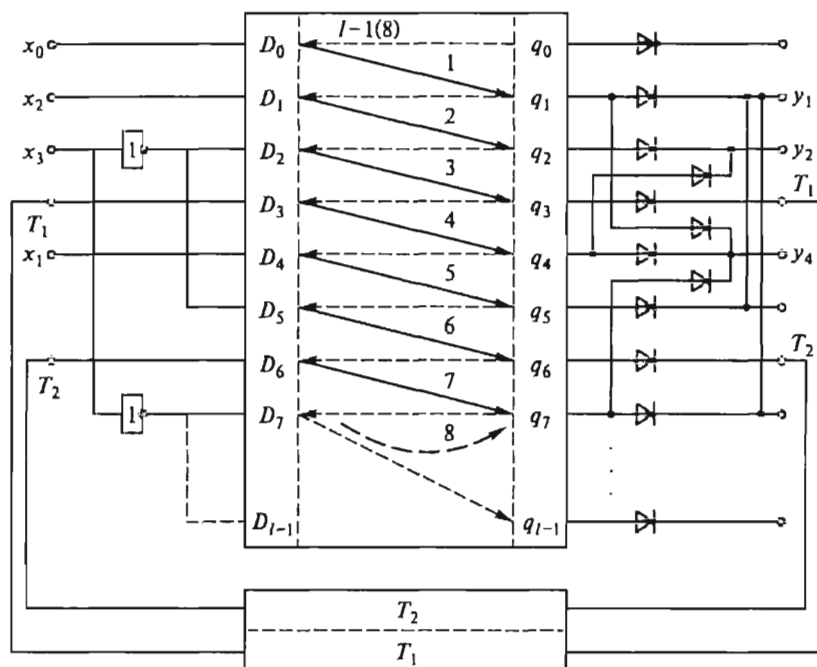 l−1(8)
x₀ D₀ q₀
1
x₂ D₁ q₁ y₁
2
x₃ 1 D₂ q₂ y₂
3
D₃ q₃ T₁
T₁ 4
x₁ D₄ q₄ y₄
5
D₅ q₅
6
T₂
D₆ q₆
T₂ 7
1 D₇ q₇
8
D_{l−1} q_{l−1}
T₂
T₁